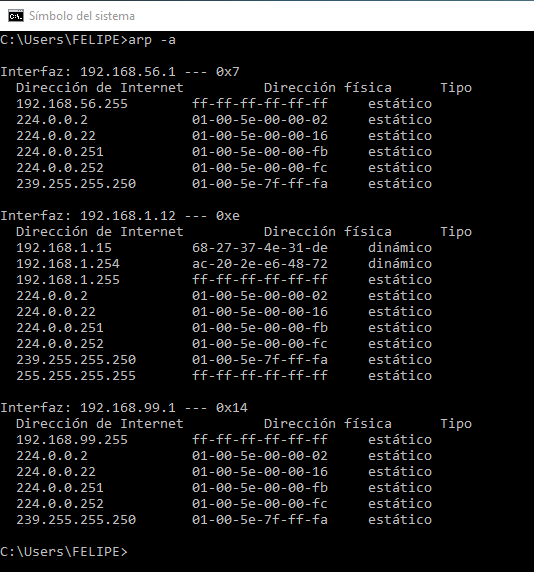 Símbolo del sistema
C:\Users\FELIPE>arp -a
Interfaz: 192.168.56.1 --- 0x7
Dirección de Internet Dirección física Tipo
192.168.56.255 ff-ff-ff-ff-ff-ff estático
224.0.0.2 01-00-5e-00-00-02 estático
224.0.0.22 01-00-5e-00-00-16 estático
224.0.0.251 01-00-5e-00-00-fb estático
224.0.0.252 01-00-5e-00-00-fc estático
239.255.255.250 01-00-5e-7f-ff-fa estático
Interfaz: 192.168.1.12 --- 0xe
Dirección de Internet Dirección física Tipo
192.168.1.15 68-27-37-4e-31-de dinámico
192.168.1.254 ac-20-2e-e6-48-72 dinámico
192.168.1.255 ff-ff-ff-ff-ff-ff estático
224.0.0.2 01-00-5e-00-00-02 estático
224.0.0.22 01-00-5e-00-00-16 estático
224.0.0.251 01-00-5e-00-00-fb estático
224.0.0.252 01-00-5e-00-00-fc estático
239.255.255.250 01-00-5e-7f-ff-fa estático
255.255.255.255 ff-ff-ff-ff-ff-ff estático
Interfaz: 192.168.99.1 --- 0x14
Dirección de Internet Dirección física Tipo
192.168.99.255 ff-ff-ff-ff-ff-ff estático
224.0.0.2 01-00-5e-00-00-02 estático
224.0.0.22 01-00-5e-00-00-16 estático
224.0.0.251 01-00-5e-00-00-fb estático
224.0.0.252 01-00-5e-00-00-fc estático
239.255.255.250 01-00-5e-7f-ff-fa estático
C:\Users\FELIPE>